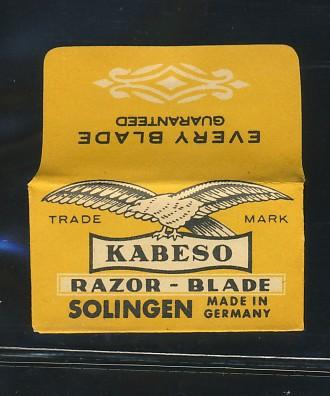 EVERY BLADE
GUARANTEED
TRADE MARK
KABESO
RAZOR - BLADE
SOLINGEN MADE IN GERMANY